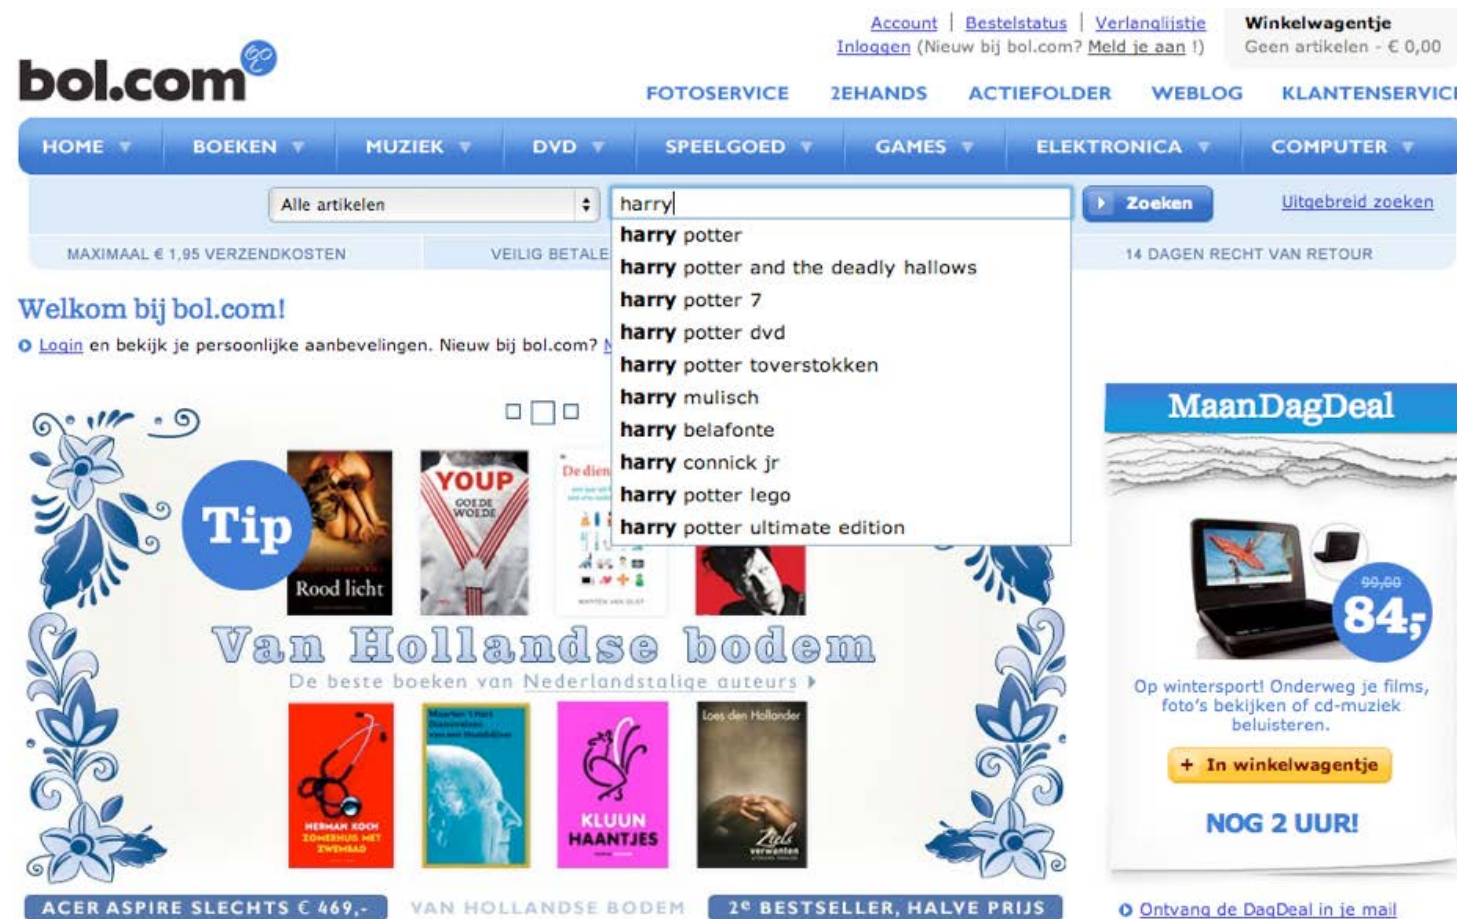 Account | Bestelstatus | Verlanglijstje
Winkelwagentje
Inloggen (Nieuw bij bol.com? Meld je aan !)
Geen artikelen - € 0,00
bol.com
FOTOSERVICE 2EHANDS ACTIEFOLDER WEBLOG KLANTENSERVICE
HOME BOEKEN MUZIEK DVD SPEELGOED GAMES ELEKTRONICA COMPUTER
Alle artikelen
harry
Zoeken
Uitgebreid zoeken
harry potter
harry potter and the deadly hallows
harry potter 7
harry potter dvd
harry potter toverstokken
harry mulisch
harry belafonte
harry connick jr
harry potter lego
harry potter ultimate edition
MAXIMAAL € 1,95 VERZENDKOSTEN
VEILIG BETALE
14 DAGEN RECHT VAN RETOUR
Welkom bij bol.com!
Login en bekijk je persoonlijke aanbevelingen. Nieuw bij bol.com?
Tip
Rood licht
YOUP
GOEDE
WOEDE
De dien
Van Hollandse bodem
De beste boeken van Nederlandstalige auteurs
HERMAN KOCH
ZOMERHUIS MET
ZWEMBAD
Maarten 't Hart
KLUUN
HAANTJES
Loes den Hollander
Ziels
verwanten
MaanDagDeal
99,00
84,-
Op wintersport! Onderweg je films,
foto's bekijken of cd-muziek
beluisteren.
+ In winkelwagentje
NOG 2 UUR!
ACER ASPIRE SLECHTS € 469,-
VAN HOLLANDSE BODEM
2e BESTSELLER, HALVE PRIJS
Ontvang de DagDeal in je mail